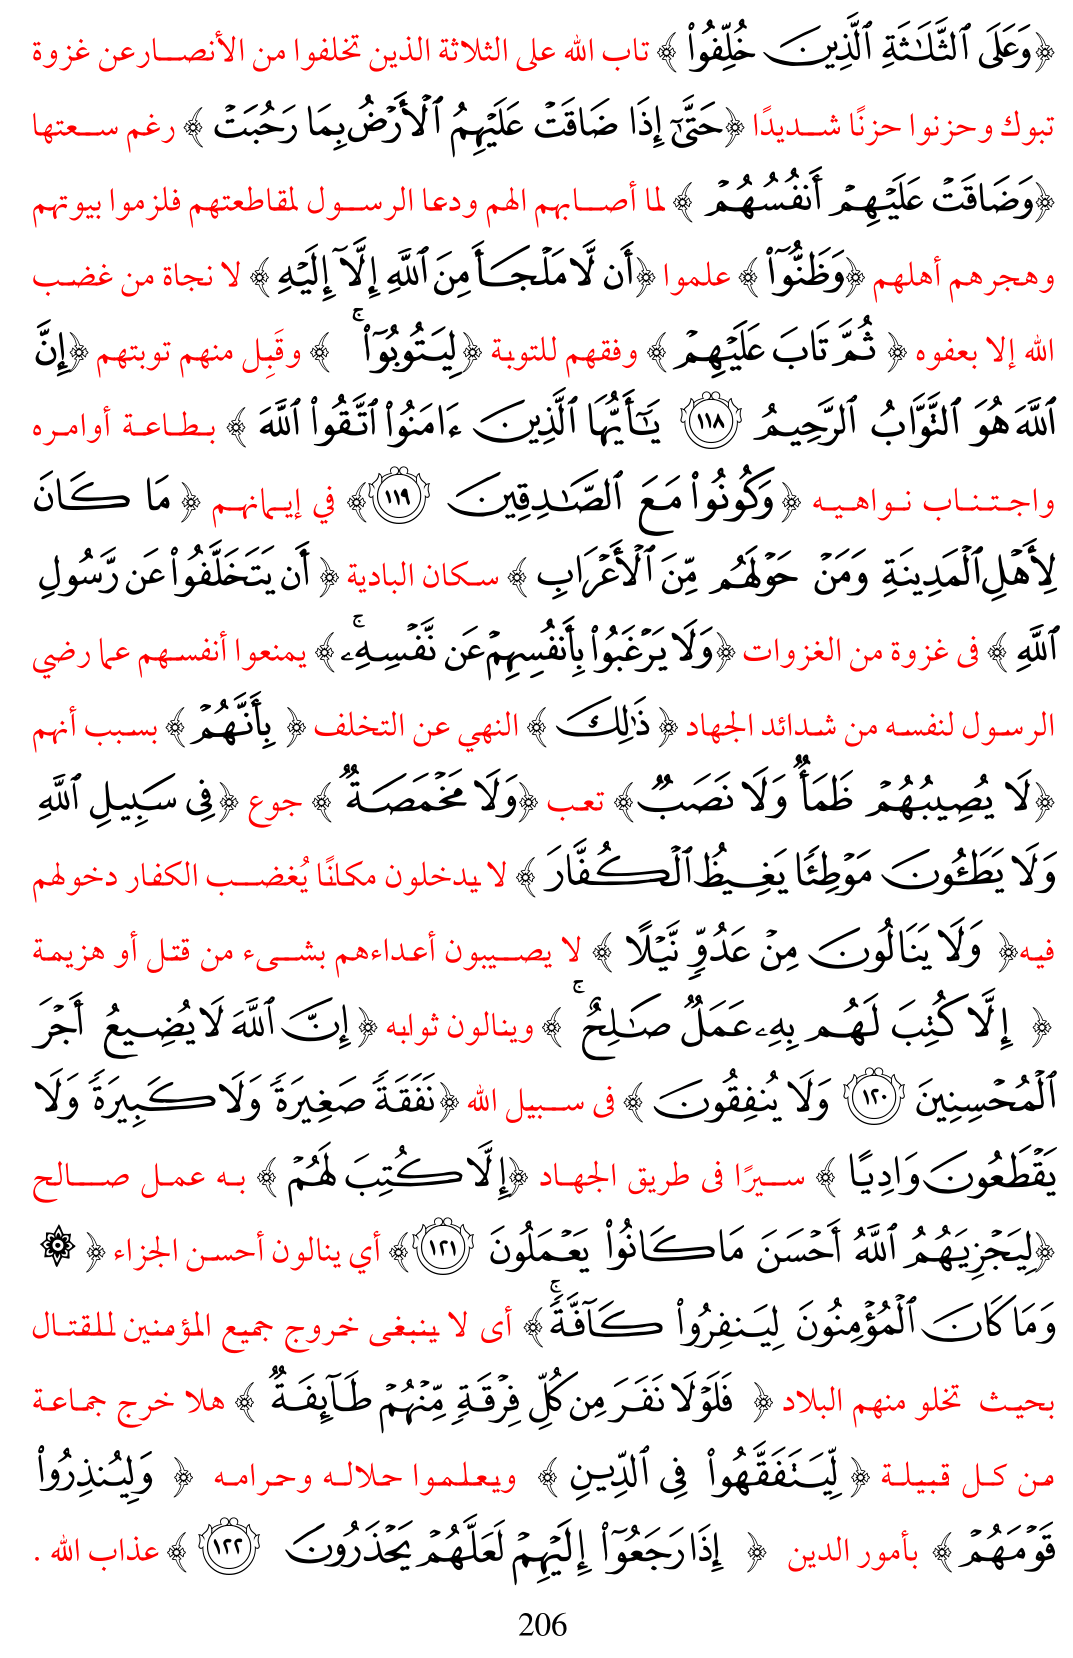 ﴿وَعَلَى ٱلثَّلَـٰثَةِ ٱلَّذِينَ خُلِّفُوا۟ ﴾ تاب الله على الثلاثة الذين تخلفوا من الأنصـارعن غزوة
تبوك وحزنوا حزنًا شديدًا ﴿حَتَّىٰٓ إِذَا ضَاقَتْ عَلَيْهِمُ ٱلْأَرْضُ بِمَا رَحُبَتْ ﴾ رغم سعتها
﴿وَضَاقَتْ عَلَيْهِمْ أَنفُسُهُمْ ﴾ لما أصابهم الهم ودعا الرسول لمقاطعتهم فلزموا بيوتهم
وهجرهم أهلهم ﴿وَظَنُّوٓا۟ ﴾ علموا ﴿أَن لَّا مَلْجَأَ مِنَ ٱللَّهِ إِلَّآ إِلَيْهِ ﴾ لا نجاة من غضب
الله إلا بعفوه ﴿ ثُمَّ تَابَ عَلَيْهِمْ ﴾ وفقهم للتوبة ﴿لِيَتُوبُوٓا۟ ۚ ﴾ وقَبِل منهم توبتهم ﴿إِنَّ
ٱللَّهَ هُوَ ٱلتَّوَّابُ ٱلرَّحِيمُ ١١٨ يَـٰٓأَيُّهَا ٱلَّذِينَ ءَامَنُوا۟ ٱتَّقُوا۟ ٱللَّهَ ﴾ بطاعة أوامره
واجتناب نواهيه ﴿وَكُونُوا۟ مَعَ ٱلصَّـٰدِقِينَ ١١٩﴾ في إيمانهم ﴿ مَا كَانَ
لِأَهْلِ ٱلْمَدِينَةِ وَمَنْ حَوْلَهُم مِّنَ ٱلْأَعْرَابِ ﴾ سكان البادية ﴿ أَن يَتَخَلَّفُوا۟ عَن رَّسُولِ
ٱللَّهِ ﴾ فى غزوة من الغزوات ﴿وَلَا يَرْغَبُوا۟ بِأَنفُسِهِمْ عَن نَّفْسِهِۦ ۚ﴾ يمنعوا أنفسهم عما رضي
الرسول لنفسه من شدائد الجهاد ﴿ ذَٰلِكَ ﴾ النهي عن التخلف ﴿ بِأَنَّهُمْ ﴾ بسبب أنهم
﴿لَا يُصِيبُهُمْ ظَمَأٌ وَلَا نَصَبٌ﴾ تعب ﴿وَلَا مَخْمَصَةٌ ﴾ جوع ﴿فِى سَبِيلِ ٱللَّهِ
وَلَا يَطَـُٔونَ مَوْطِئًا يَغِيظُ ٱلْكُفَّارَ ﴾ لا يدخلون مكانًا يُغضب الكفار دخولهم
فيه﴿ وَلَا يَنَالُونَ مِنْ عَدُوٍّ نَّيْلًا ﴾ لا يصيبون أعداءهم بشىء من قتل أو هزيمة
﴿ إِلَّا كُتِبَ لَهُم بِهِۦ عَمَلٌ صَـٰلِحٌ ۚ ﴾ وينالون ثوابه ﴿ إِنَّ ٱللَّهَ لَا يُضِيعُ أَجْرَ
ٱلْمُحْسِنِينَ ١٢٠ وَلَا يُنفِقُونَ ﴾ فى سبيل الله ﴿نَفَقَةً صَغِيرَةً وَلَا كَبِيرَةً وَلَا
يَقْطَعُونَ وَادِيًا ﴾ سيرًا فى طريق الجهاد ﴿إِلَّا كُتِبَ لَهُمْ ﴾ به عمل صالح
﴿لِيَجْزِيَهُمُ ٱللَّهُ أَحْسَنَ مَا كَانُوا۟ يَعْمَلُونَ ١٢١﴾ أي ينالون أحسن الجزاء ﴿ ۞
وَمَا كَانَ ٱلْمُؤْمِنُونَ لِيَنفِرُوا۟ كَآفَّةً ۚ﴾ أى لا ينبغى خروج جميع المؤمنين للقتال
بحيث تخلو منهم البلاد ﴿ فَلَوْلَا نَفَرَ مِن كُلِّ فِرْقَةٍ مِّنْهُمْ طَآئِفَةٌ ﴾ هلا خرج جماعة
من كل قبيلة ﴿ لِّيَتَفَقَّهُوا۟ فِى ٱلدِّينِ ﴾ ويعلموا حلاله وحرامه ﴿ وَلِيُنذِرُوا۟
قَوْمَهُمْ ﴾ بأمور الدين ﴿ إِذَا رَجَعُوٓا۟ إِلَيْهِمْ لَعَلَّهُمْ يَحْذَرُونَ ١٢٢ ﴾ عذاب الله .
206